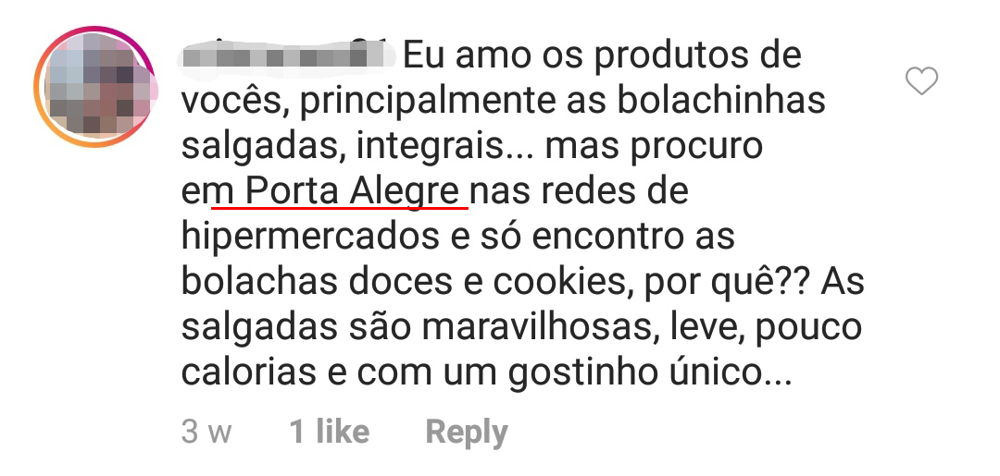 Eu amo os produtos de
vocês, principalmente as bolachinhas
salgadas, integrais... mas procuro
em Porta Alegre nas redes de
hipermercados e só encontro as
bolachas doces e cookies, por quê?? As
salgadas são maravilhosas, leve, pouco
calorias e com um gostinho único...
3 w 1 like Reply